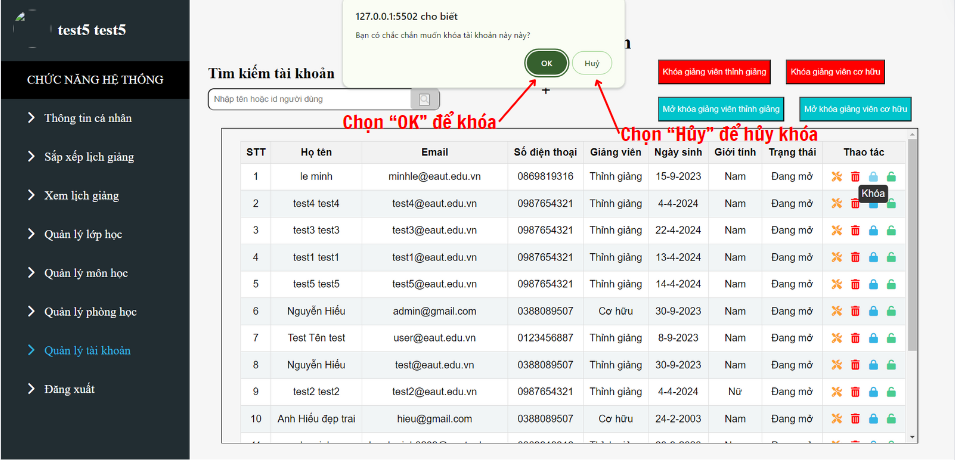 test5 test5
CHỨC NĂNG HỆ THỐNG
Thông tin cá nhân
Sắp xếp lịch giảng
Xem lịch giảng
Quản lý lớp học
Quản lý môn học
Quản lý phòng học
Quản lý tài khoản
Đăng xuất
127.0.0.1:5502 cho biết
Bạn có chắc chắn muốn khóa tài khoản này này?
OK Huỷ
Tìm kiếm tài khoản
Nhập tên hoặc id người dùng
Khóa giảng viên thỉnh giảng Khóa giảng viên cơ hữu
Mở khóa giảng viên thỉnh giảng Mở khóa giảng viên cơ hữu
Chọn “OK” để khóa
Chọn “Hủy” để hủy khóa
STT Họ tên Email Số điện thoại Giảng viên Ngày sinh Giới tính Trạng thái Thao tác
1 le minh minhle@eaut.edu.vn 0869819316 Thỉnh giảng 15-9-2023 Nam Đang mở
Khóa
2 test4 test4 test4@eaut.edu.vn 0987654321 Thỉnh giảng 4-4-2024 Nam Đang mở
3 test3 test3 test3@eaut.edu.vn 0987654321 Thỉnh giảng 22-4-2024 Nam Đang mở
4 test1 test1 test1@eaut.edu.vn 0987654321 Thỉnh giảng 13-4-2024 Nam Đang mở
5 test5 test5 test5@eaut.edu.vn 0987654321 Thỉnh giảng 14-4-2024 Nam Đang mở
6 Nguyễn Hiếu admin@gmail.com 0388089507 Cơ hữu 30-9-2023 Nam Đang mở
7 Test Tên test user@eaut.edu.vn 0123456887 Thỉnh giảng 8-9-2023 Nam Đang mở
8 Nguyễn Hiếu test@eaut.edu.vn 0388089507 Thỉnh giảng 30-9-2023 Nam Đang mở
9 test2 test2 test2@eaut.edu.vn 0987654321 Thỉnh giảng 4-4-2024 Nữ Đang mở
10 Anh Hiếu đẹp trai hieu@gmail.com 0388089507 Cơ hữu 24-2-2003 Nam Đang mở